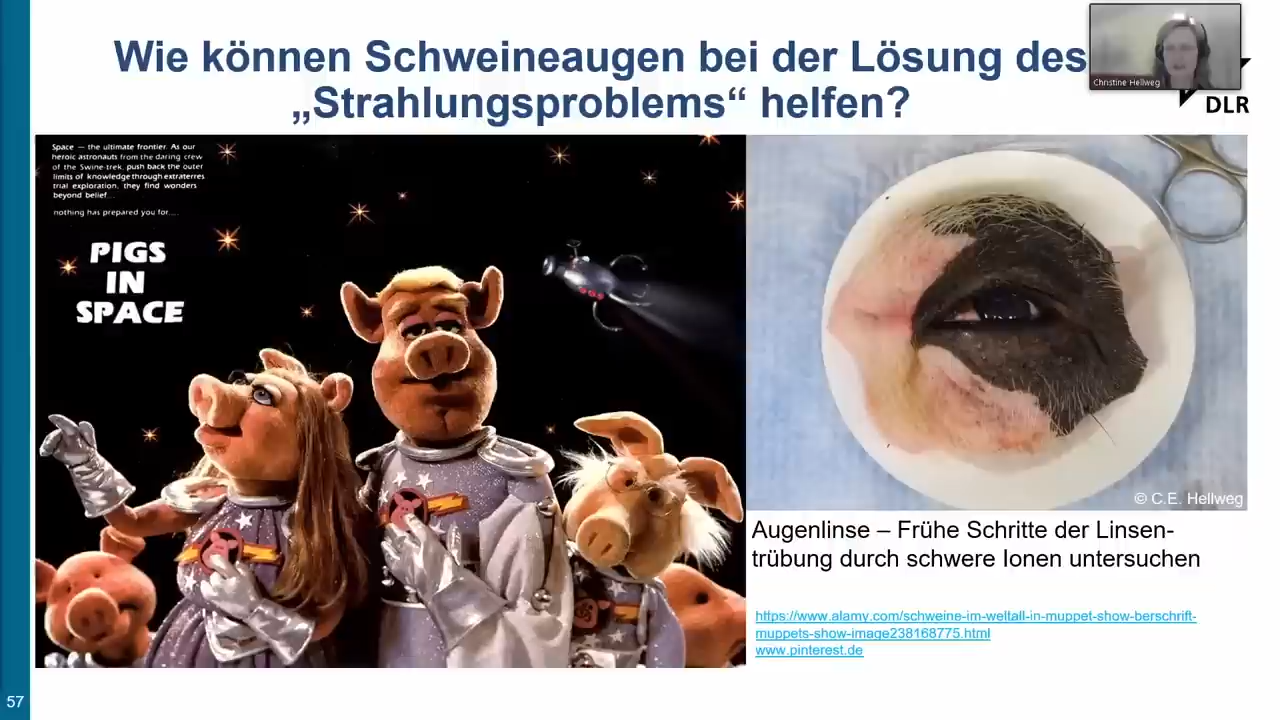 Wie können Schweineaugen bei der Lösung des
„Strahlungsproblems“ helfen?
Christine Hellweg
DLR
Space — the ultimate frontier. As our
heroic astronauts from the daring crew
of the Swine-trek, push back the outer
limits of knowledge through extraterres
trial exploration, they find wonders
beyond belief...
nothing has prepared you for....
PIGS
IN
SPACE
© C.E. Hellweg
Augenlinse – Frühe Schritte der Linsen-
trübung durch schwere Ionen untersuchen
https://www.alamy.com/schweine-im-weltall-in-muppet-show-berschrift-
muppets-show-image238168775.html
www.pinterest.de
57